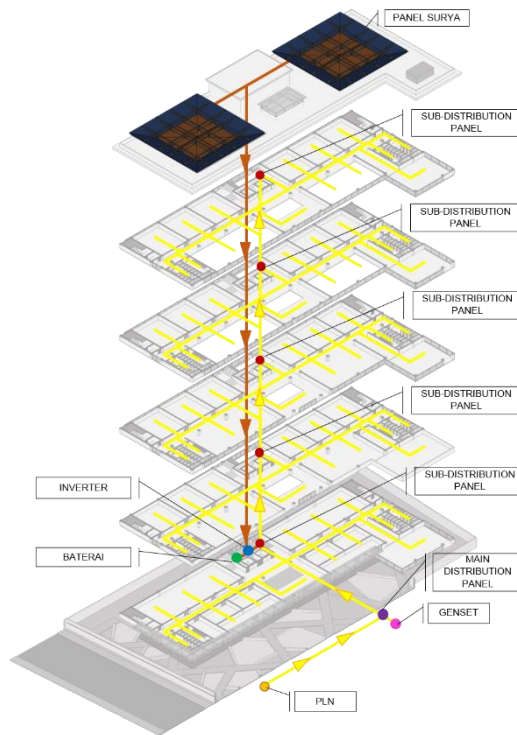 PANEL SURYA
SUB-DISTRIBUTION
PANEL
SUB-DISTRIBUTION
PANEL
SUB-DISTRIBUTION
PANEL
SUB-DISTRIBUTION
PANEL
INVERTER
SUB-DISTRIBUTION
PANEL
BATERAI
MAIN
DISTRIBUTION
PANEL
GENSET
PLN